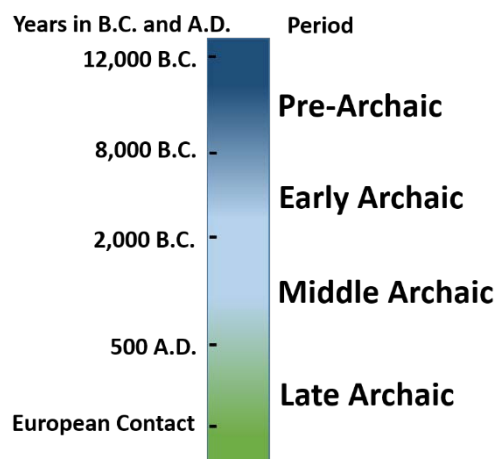 Years in B.C. and A.D. Period
12,000 B.C.
Pre-Archaic
8,000 B.C.
Early Archaic
2,000 B.C.
Middle Archaic
500 A.D.
Late Archaic
European Contact